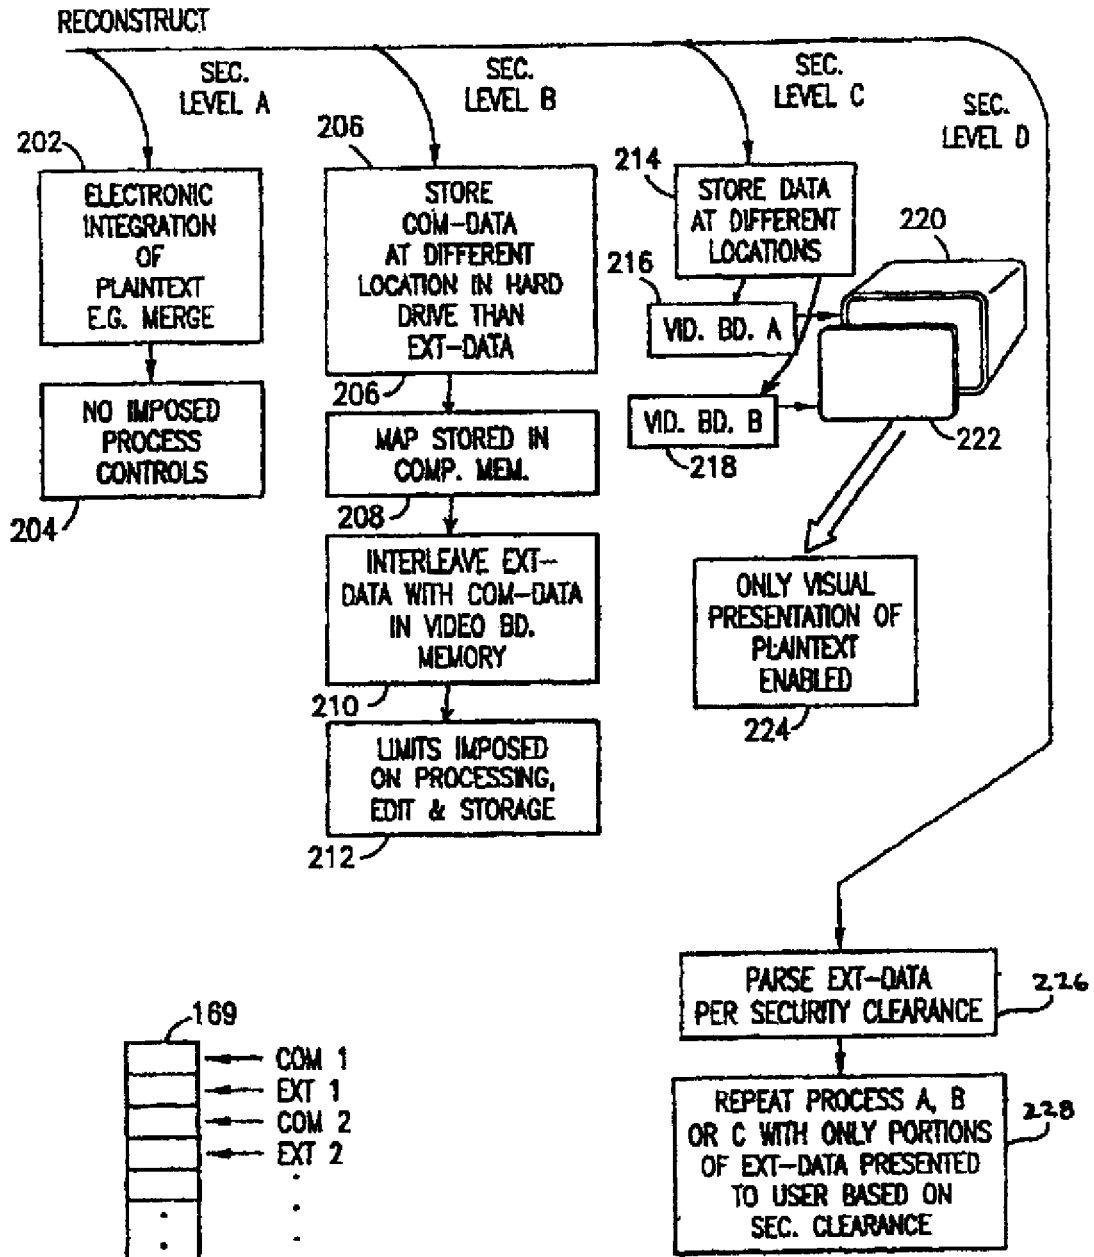 RECONSTRUCT
SEC.
LEVEL A
SEC.
LEVEL B
SEC.
LEVEL C
SEC.
LEVEL D
202
ELECTRONIC
INTEGRATION
OF
PLAINTEXT
E.G. MERGE
NO IMPOSED
PROCESS
CONTROLS
204
206
STORE
COM-DATA
AT DIFFERENT
LOCATION IN HARD
DRIVE THAN
EXT-DATA
206
MAP STORED IN
COMP. MEM.
208
INTERLEAVE EXT-
DATA WITH COM-DATA
IN VIDEO BD.
MEMORY
210
LIMITS IMPOSED
ON PROCESSING,
EDIT & STORAGE
212
214
STORE DATA
AT DIFFERENT
LOCATIONS
216
VID. BD. A
220
VID. BD. B
218
222
ONLY VISUAL
PRESENTATION OF
PLAINTEXT
ENABLED
224
PARSE EXT-DATA
PER SECURITY CLEARANCE
226
REPEAT PROCESS A, B
OR C WITH ONLY PORTIONS
OF EXT-DATA PRESENTED
TO USER BASED ON
SEC. CLEARANCE
228
169
COM 1
EXT 1
COM 2
EXT 2